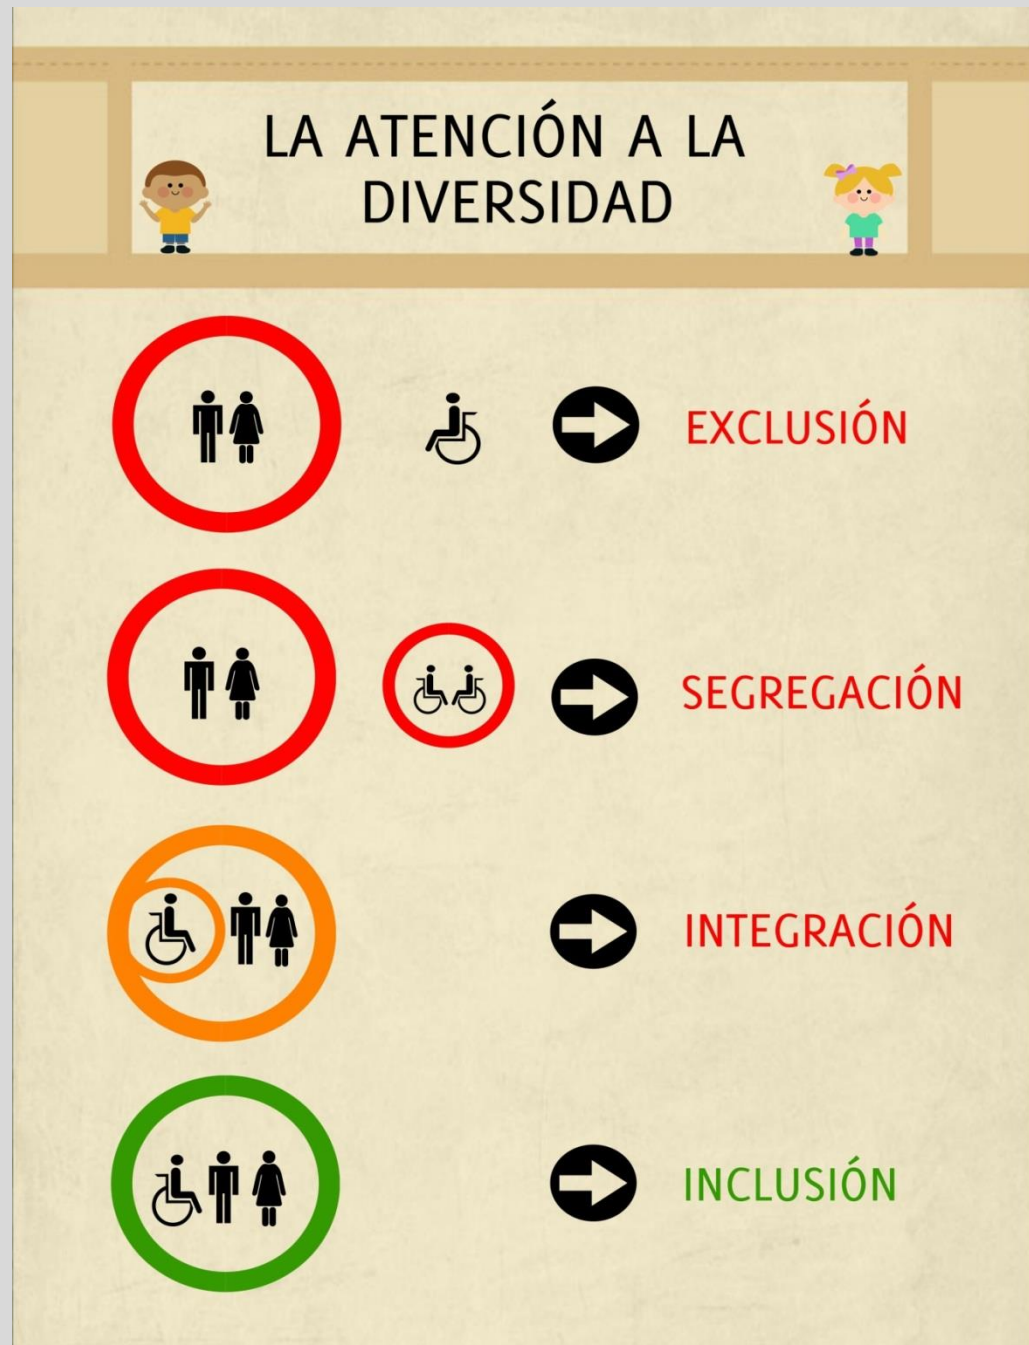 LA ATENCIÓN A LA
DIVERSIDAD
EXCLUSIÓN
SEGREGACIÓN
INTEGRACIÓN
INCLUSIÓN